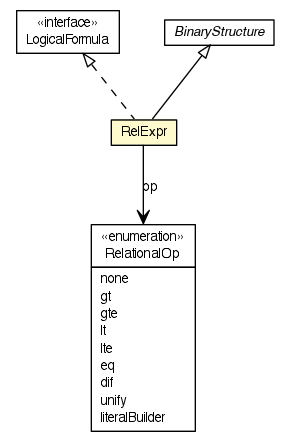 «interface»
LogicalFormula
BinaryStructure
RelExpr
op
«enumeration»
RelationalOp
none
gt
gte
lt
lte
eq
dif
unify
literalBuilder